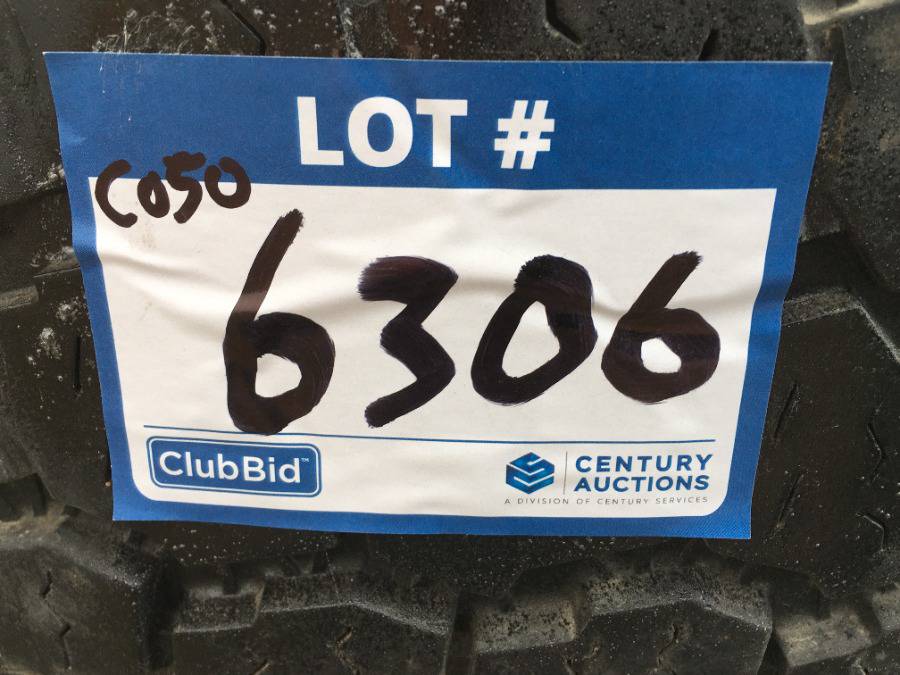 LOT #
C050
6306
ClubBid™
CENTURY
AUCTIONS
A DIVISION OF CENTURY SERVICES